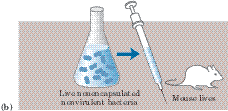 Live nonencapsulated
nonvirulent bacteria
Mouse lives
(b)